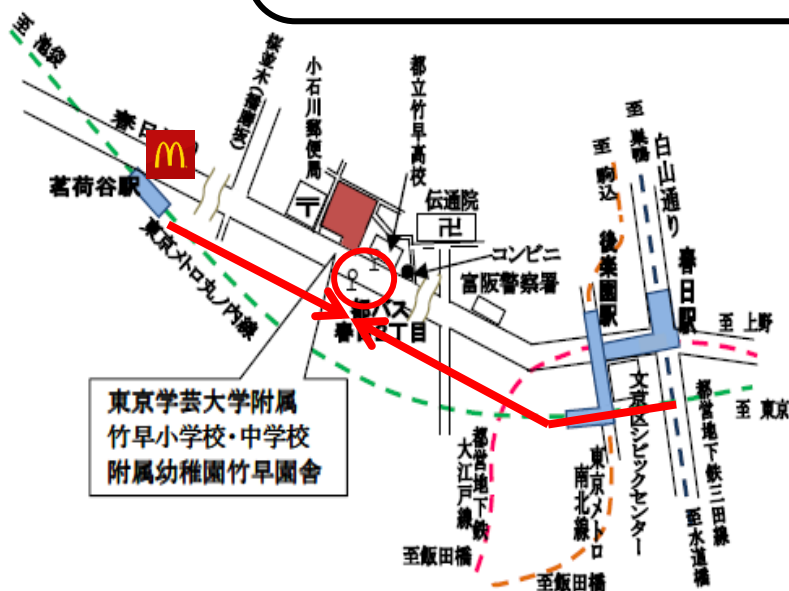 至 池袋
春日
茗荷谷駅
桜並木(播磨坂)
小石川郵便局
〒
都立竹早高校
伝通院
卍
コンビニ
富阪警察署
都バス
春日2丁目
東京メトロ丸ノ内線
東京学芸大学附属
竹早小学校・中学校
附属幼稚園竹早園舎
至 駒込
至 巣鴨
白山通り
後楽園駅
春日駅
至 上野
至 東京
文京区シビックセンター
都営地下鉄三田線
至水道橋
都営地下鉄
大江戸線
東京メトロ
南北線
至飯田橋
至飯田橋